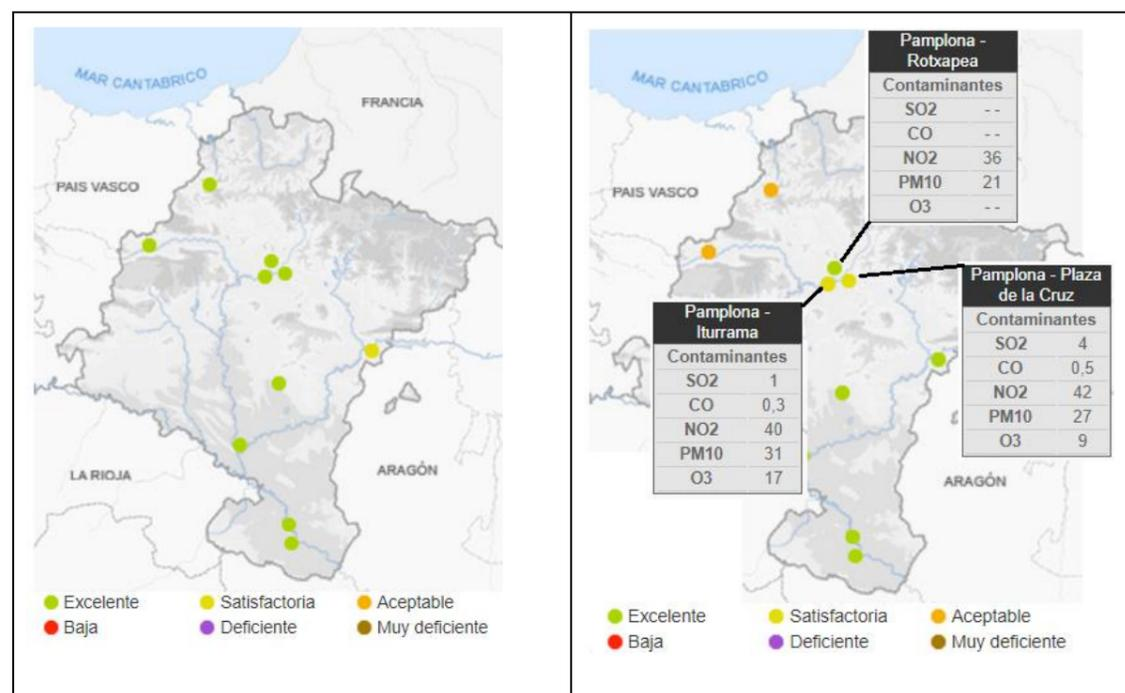 MAR CANTABRICO
FRANCIA
PAIS VASCO
LA RIOJA
ARAGÓN
Excelente
Satisfactoria
Aceptable
Baja
Deficiente
Muy deficiente
MAR CANTABRICO
PAIS VASCO
Pamplona -
Rotxapea
Contaminantes
SO2 --
CO --
NO2 36
PM10 21
O3 --
Pamplona -
Iturrama
Contaminantes
SO2 1
CO 0,3
NO2 40
PM10 31
O3 17
Pamplona - Plaza
de la Cruz
Contaminantes
SO2 4
CO 0,5
NO2 42
PM10 27
O3 9
ARAGÓN
Excelente
Satisfactoria
Aceptable
Baja
Deficiente
Muy deficiente